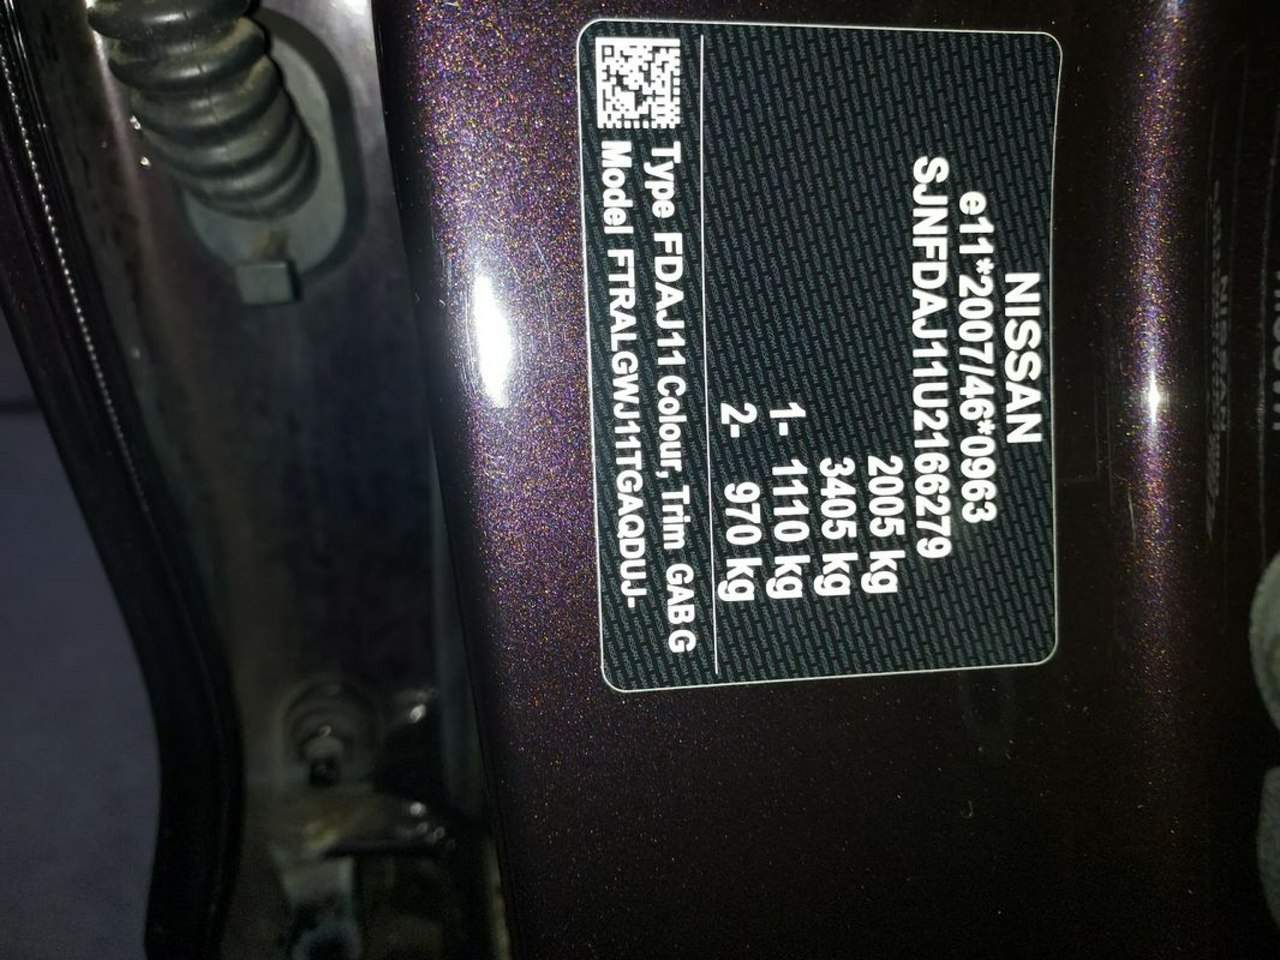 NISSAN
e11*2007/46*0963
SJNFDAJ11U2166279
2005 kg
3405 kg
1- 1110 kg
2- 970 kg
Type FDAJ11 Colour, Trim GAB G
Model FTRALGWJ11TGAQDUJ-